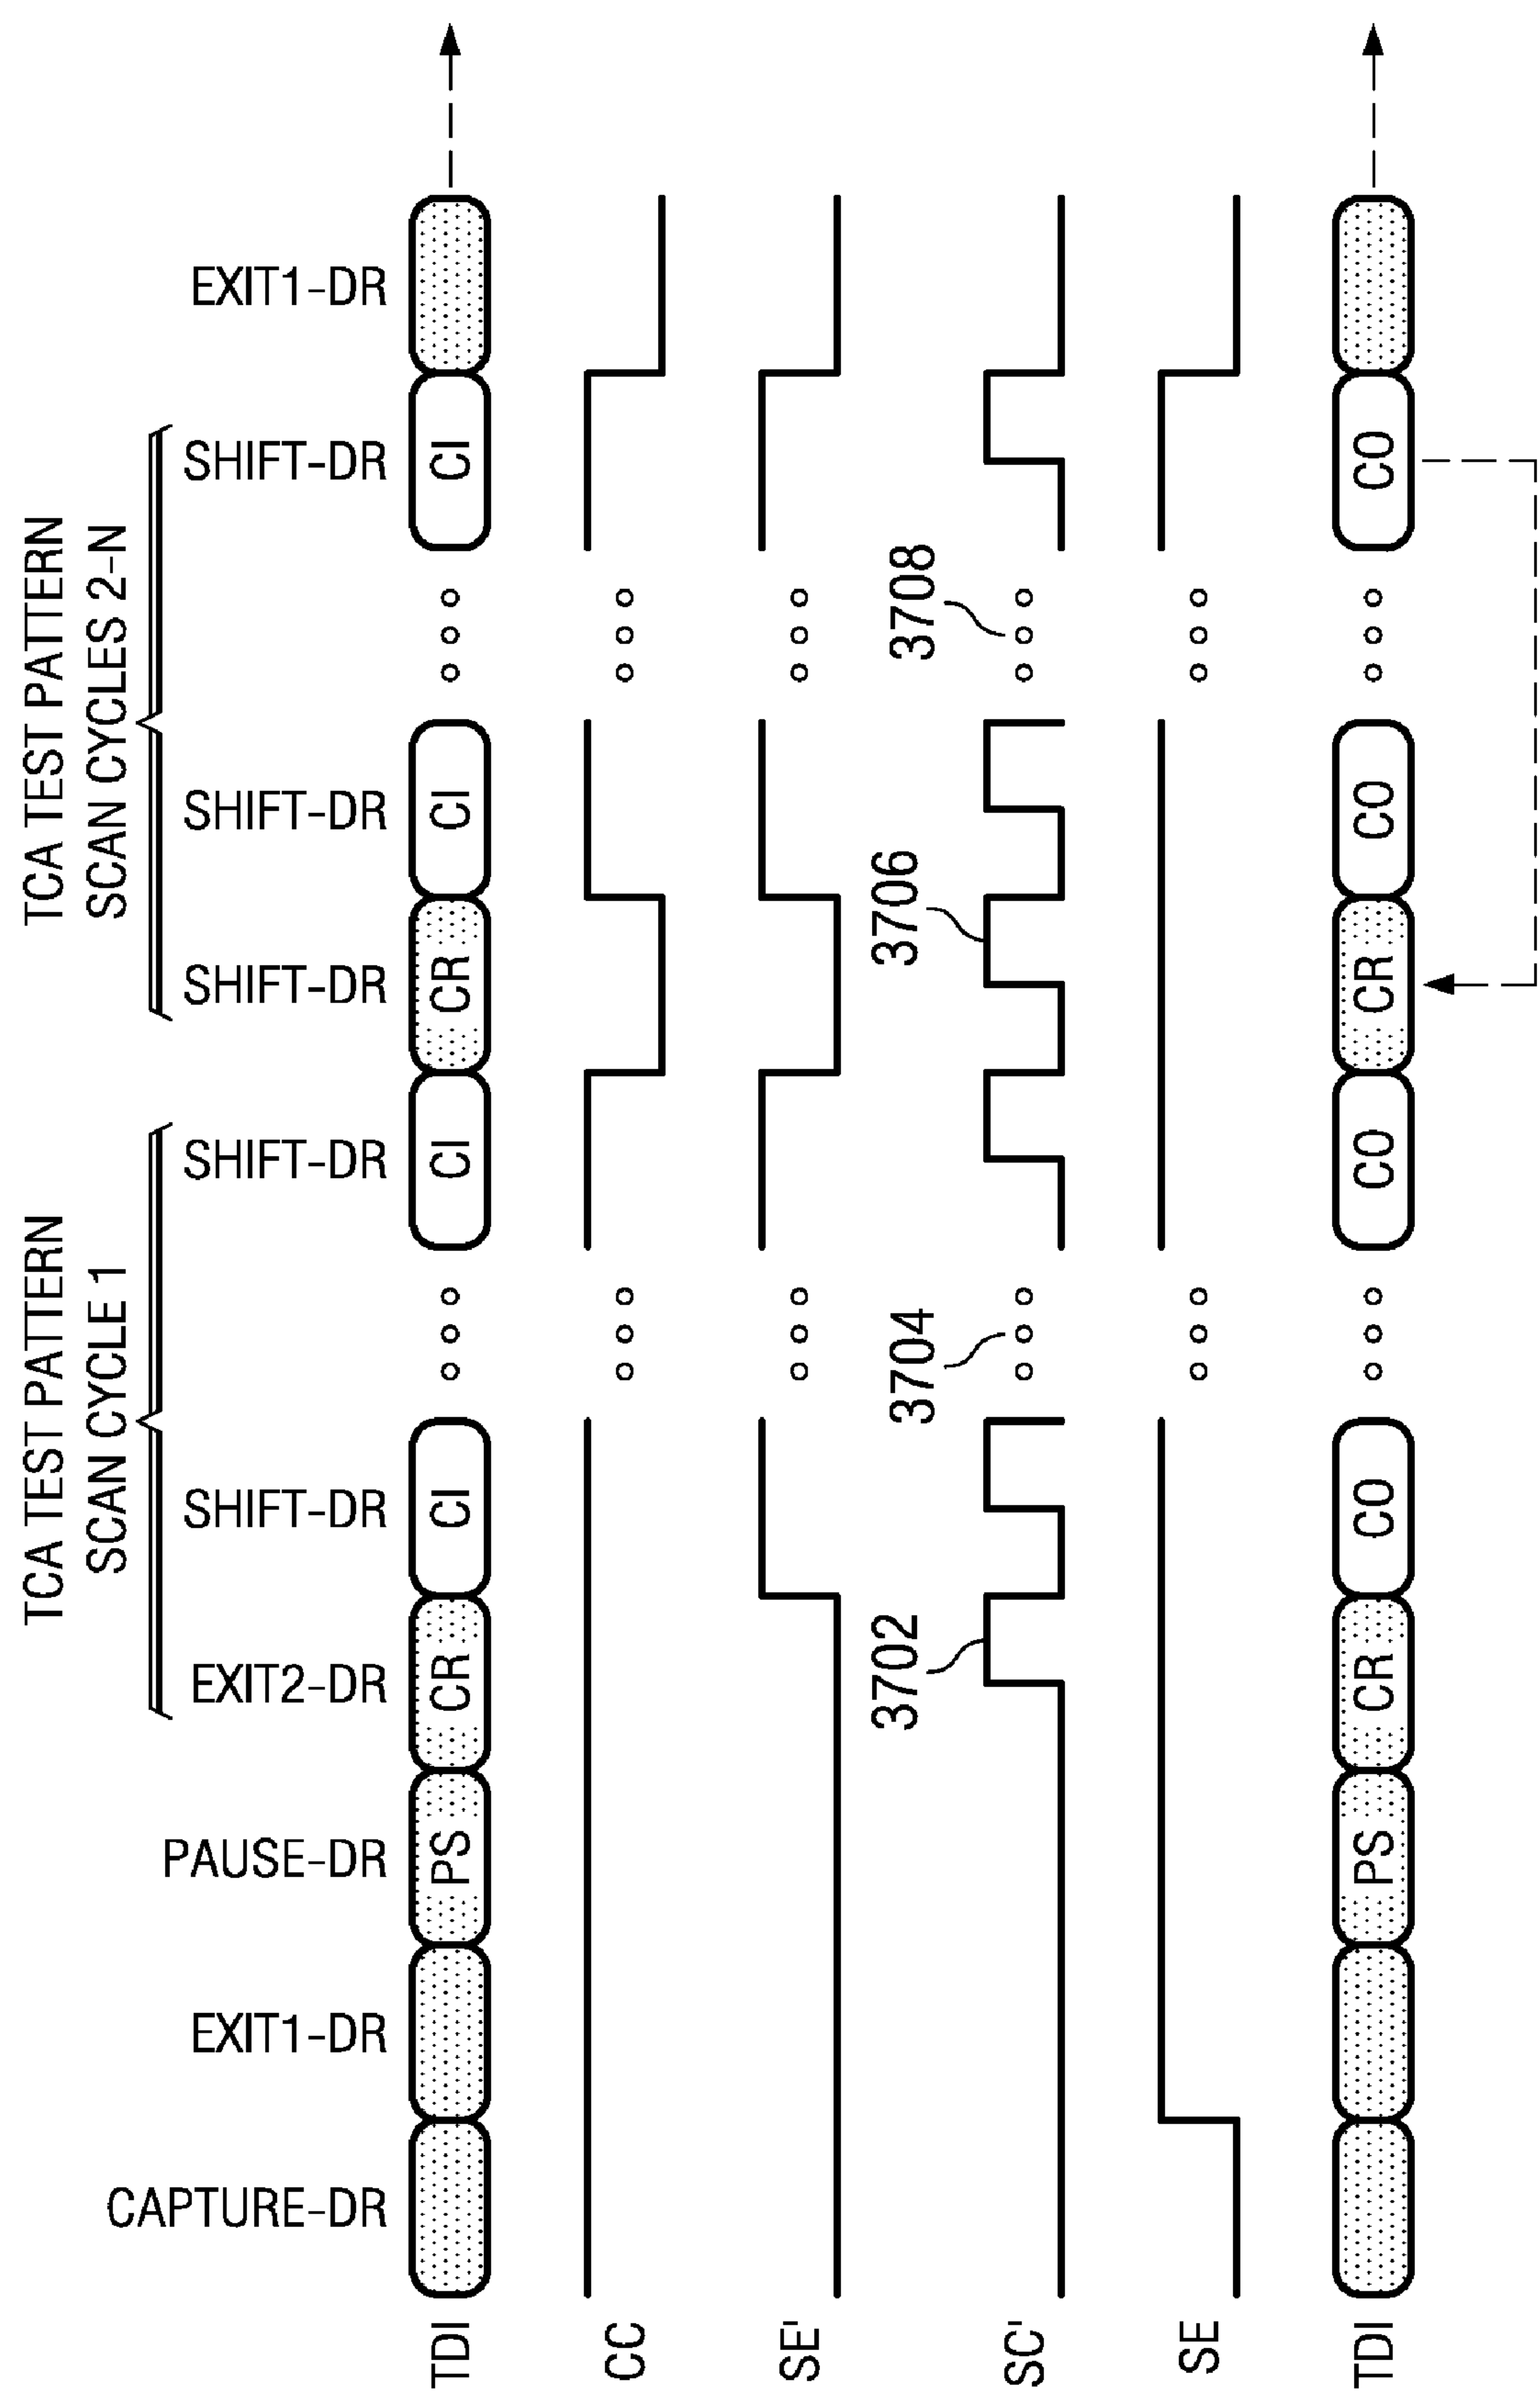 TCA TEST PATTERN
SCAN CYCLE 1
TCA TEST PATTERN
SCAN CYCLES 2-N
CAPTURE-DR
EXIT1-DR
PAUSE-DR
EXIT2-DR
SHIFT-DR
SHIFT-DR
SHIFT-DR
SHIFT-DR
SHIFT-DR
EXIT1-DR
TDI
PS
CR
CI
CI
CR
CI
CI
CC
SE'
3702
3704
3706
3708
SC'
SE
TDI
PS
CR
CO
CO
CR
CO
CO